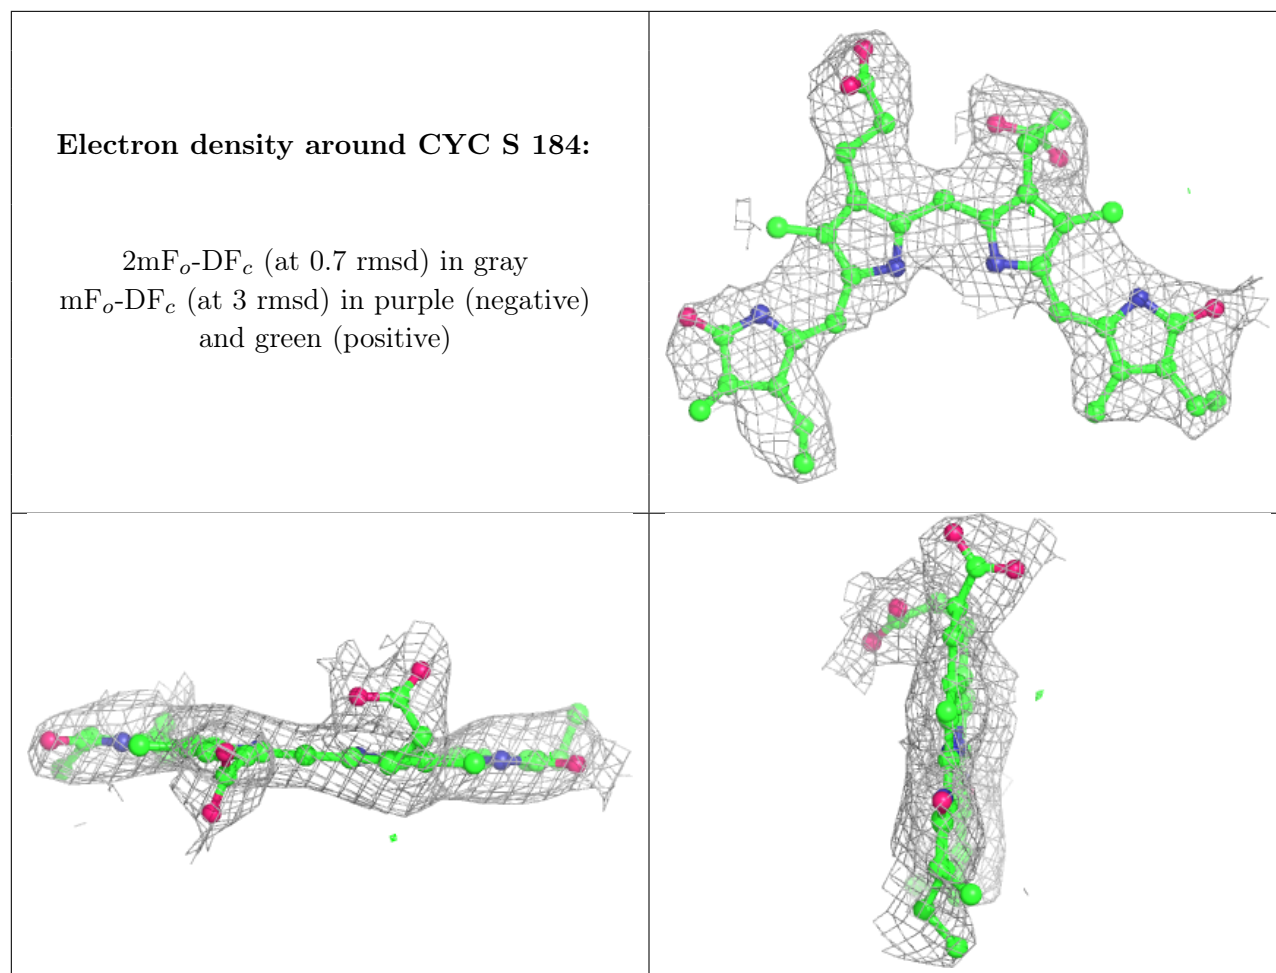 Electron density around CYC S 184:
2mFo-DFc (at 0.7 rmsd) in gray
mFo-DFc (at 3 rmsd) in purple (negative)
and green (positive)